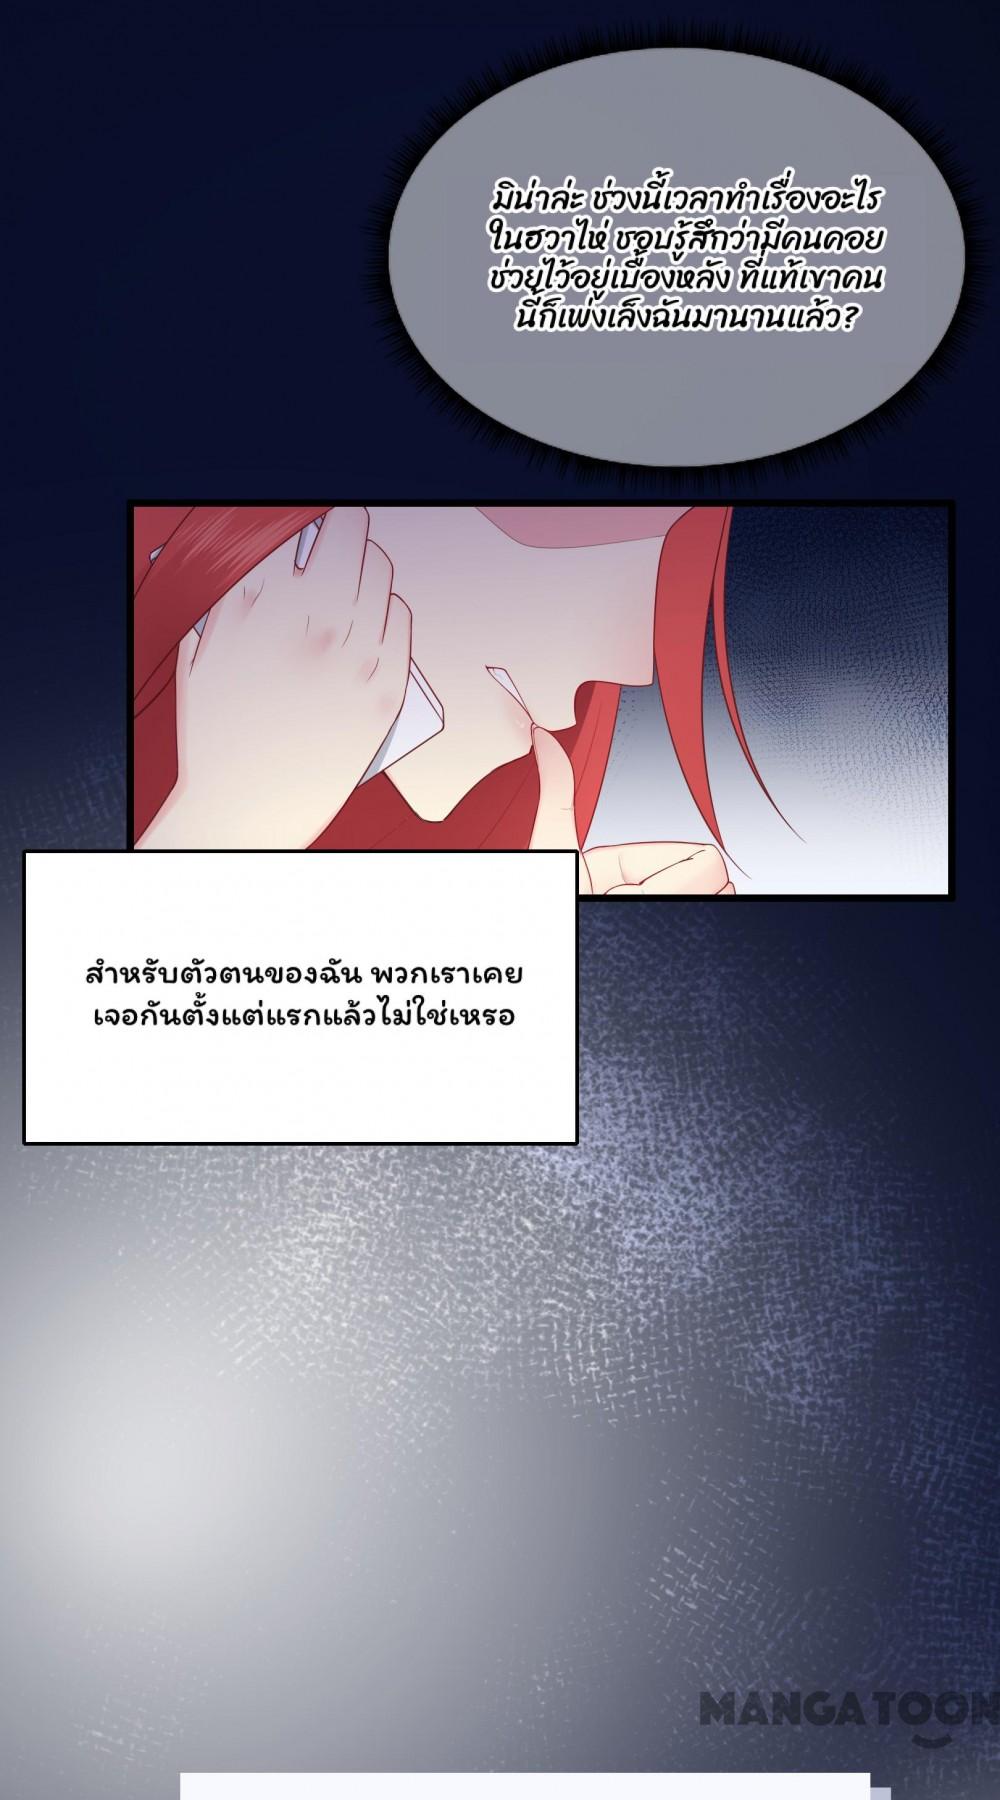 มิน่าล่ะ ช่วงนี้เวลาทำเรื่องอะไร
ในฮวาไห่ ชอบรู้สึกว่ามีคนคอย
ช่วยไว้อยู่เบื้องหลัง ที่แท้เขาคน
นี้ก็เพ่งเล็งฉันมานานแล้ว?
สำหรับตัวตนของฉัน พวกเราเคย
เจอกันตั้งแต่แรกแล้วไม่ใช่เหรอ
MANGATOON